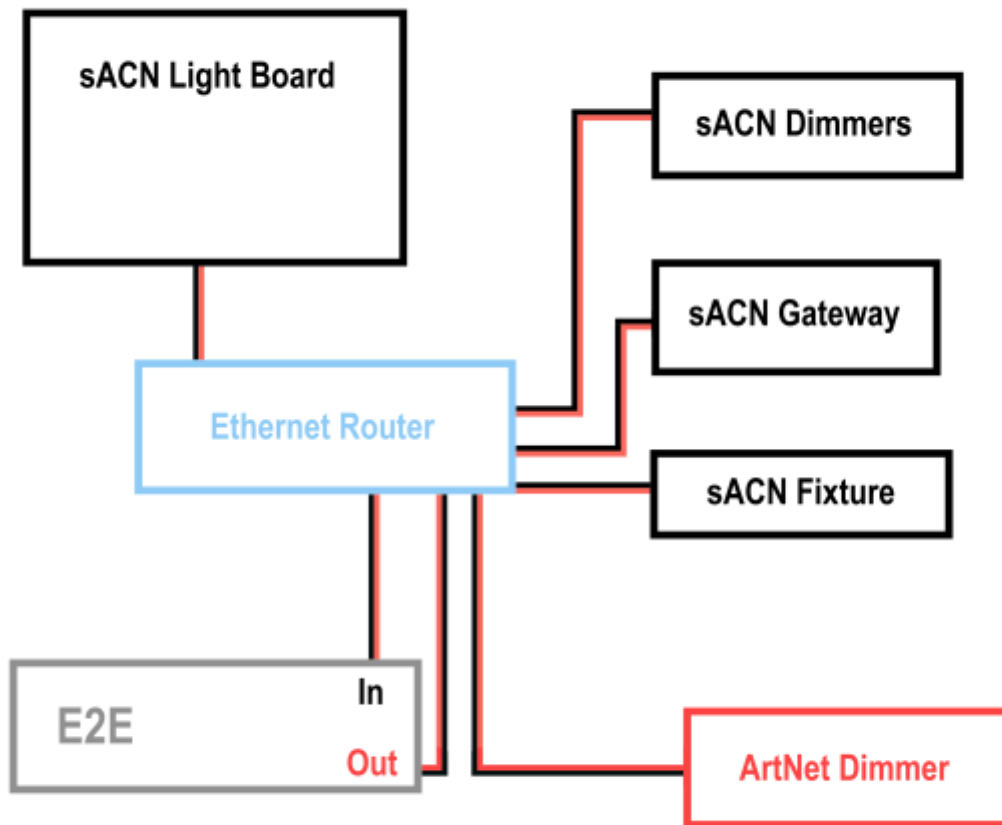 sACN Light Board
sACN Dimmers
sACN Gateway
Ethernet Router
sACN Fixture
In
E2E
Out
ArtNet Dimmer